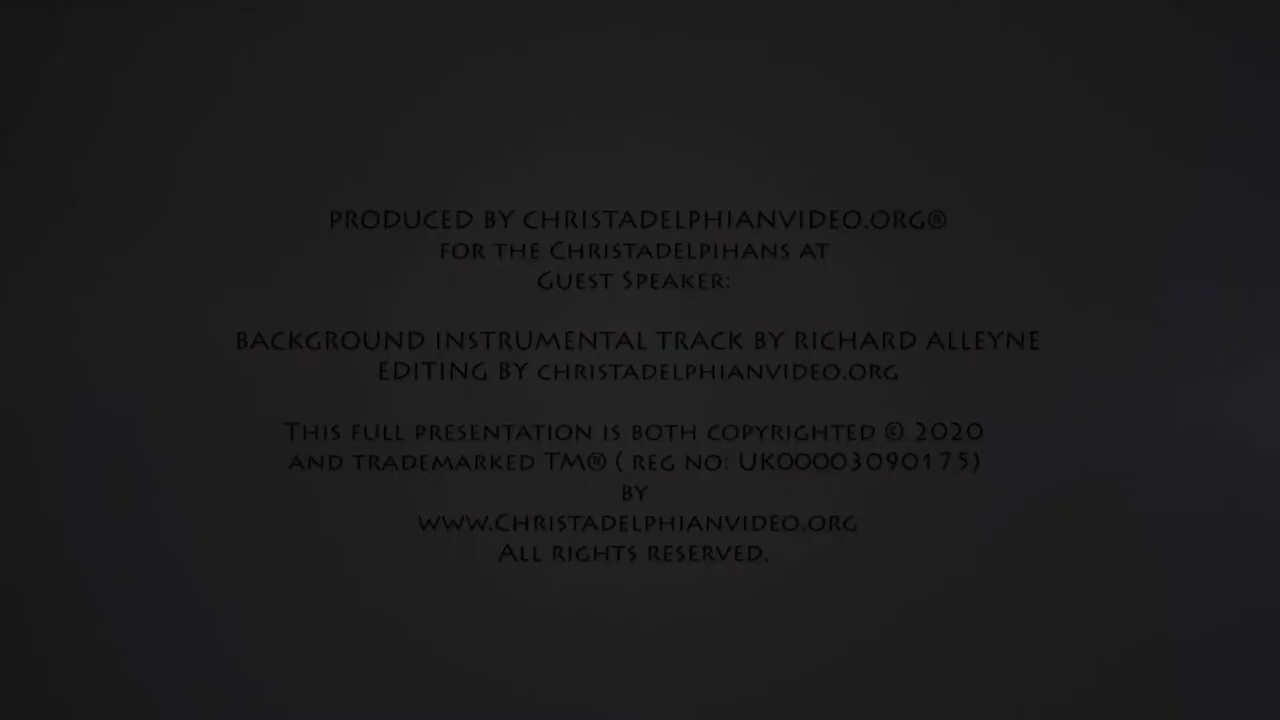 PRODUCED BY CHRISTADELPHIANVIDEO.ORG®
FOR THE CHRISTADELPIHANS AT
GUEST SPEAKER:
BACKGROUND INSTRUMENTAL TRACK BY RICHARD ALLEYNE
EDITING BY CHRISTADELPHIANVIDEO.ORG
THIS FULL PRESENTATION IS BOTH COPYRIGHTED © 2020
AND TRADEMARKED TM® ( REG NO: UK00003090175)
BY
WWW.CHRISTADELPHIANVIDEO.ORG
ALL RIGHTS RESERVED.